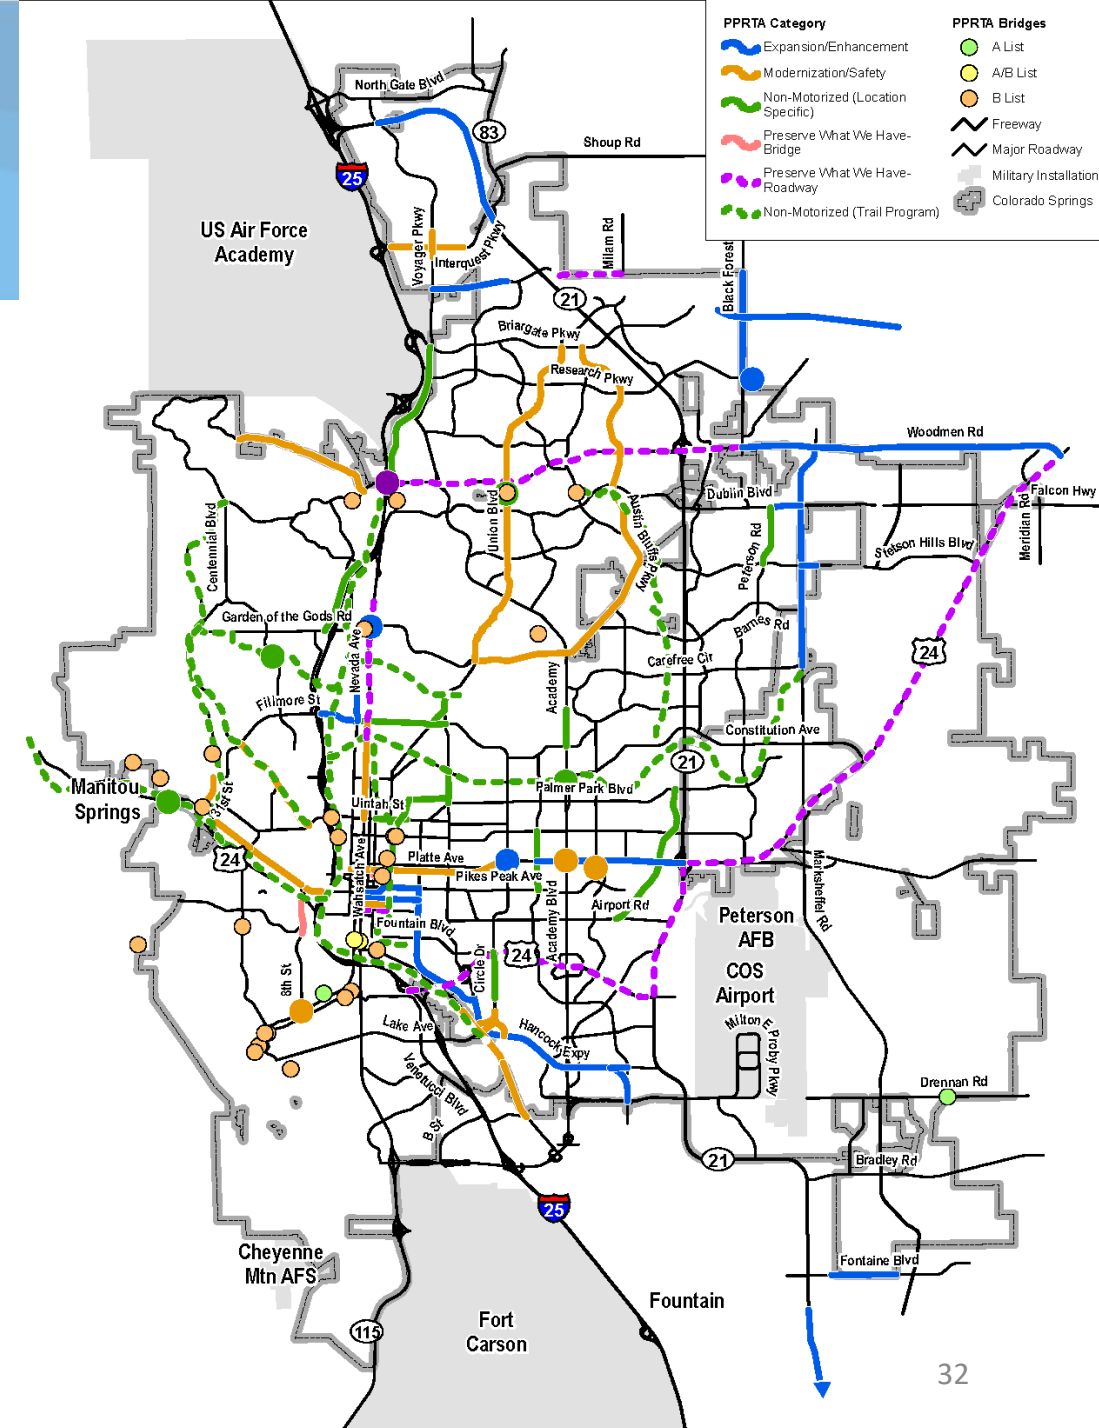 PPRTA Category
Expansion/Enhancement
Modernization/Safety
Non-Motorized (Location
Specific)
Preserve What We Have-
Bridge
Preserve What We Have-
Roadway
Non-Motorized (Trail Program)
PPRTA Bridges
A List
A/B List
B List
Freeway
Major Roadway
Military Installation
Colorado Springs
North Gate Blvd
83
Shoup Rd
25
US Air Force
Academy
Voyager Pkwy
Interquest Pkwy
Milam Rd
Black Forest
21
Briargate Pkwy
Research Pkwy
Woodmen Rd
Dublin Blvd
Falcon Hwy
Meridian Rd
Union Blvd
Austin Bluffs Pkwy
Centennial Blvd
Peterson Rd
Stetson Hills Blvd
Garden of the Gods Rd
Barnes Rd
24
Nevada Ave
Carefree Cir
Academy
Fillmore St
Constitution Ave
21
Manitou
Springs
31st St
Uintah St
Palmer Park Blvd
24
Platte Ave
Pikes Peak Ave
Wahsatch Ave
Airport Rd
Marksheffel Rd
Peterson
AFB
Fountain Blvd
Academy Blvd
24
Circle Dr
COS
Airport
8th St
Lake Ave
Hancock Expy
Milton E Proby Pkwy
Venetucci Blvd
Drennan Rd
B St
21
Bradley Rd
25
Cheyenne
Mtn AFS
Fontaine Blvd
Fountain
Fort
Carson
115
32